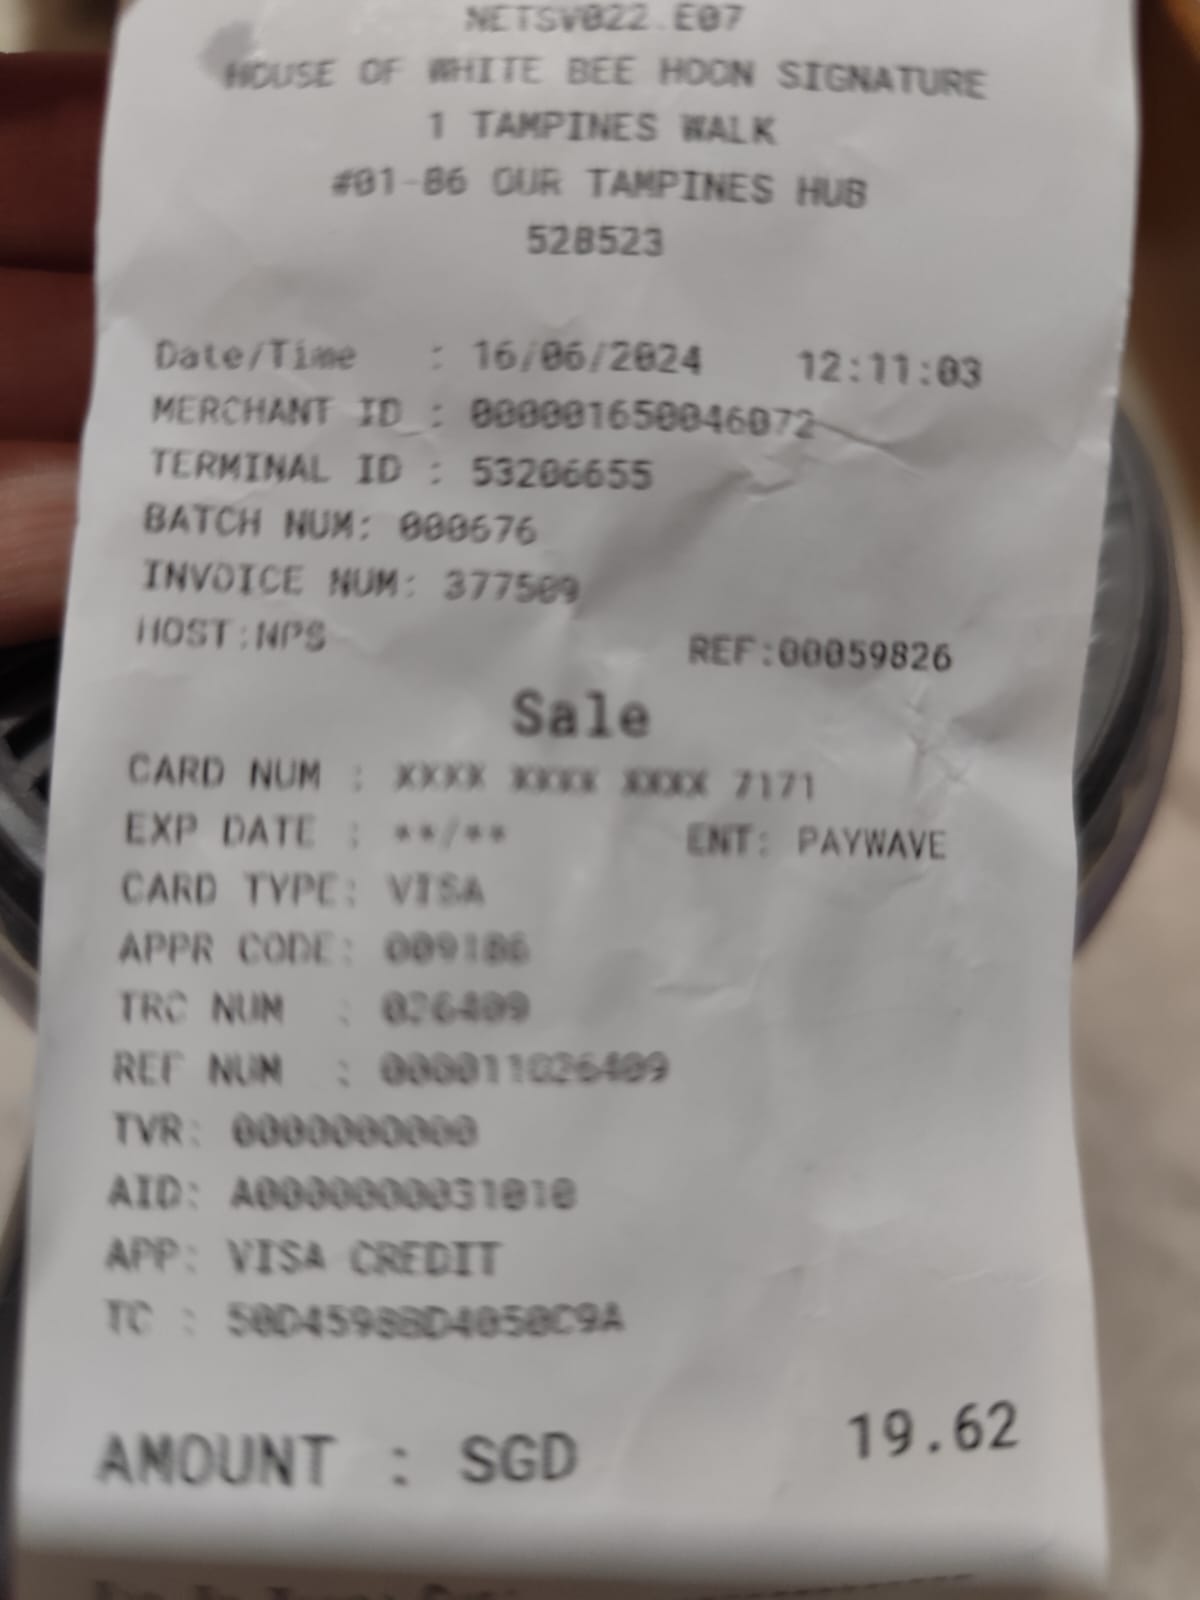 NETSV022.E07
HOUSE OF WHITE BEE HOON SIGNATURE
1 TAMPINES WALK
#01-86 OUR TAMPINES HUB
528523
Date/Time : 16/06/2024 12:11:03
MERCHANT ID : 000001650046072
TERMINAL ID : 53206655
BATCH NUM: 000676
INVOICE NUM: 377509
HOST:NPS REF:00059826
Sale
CARD NUM : XXXX XXXX XXXX 7171
EXP DATE : **/** ENT: PAYWAVE
CARD TYPE: VISA
APPR CODE: 009186
TRC NUM : 026409
REF NUM : 000011026409
TVR: 0000000000
AID: A0000000031010
APP: VISA CREDIT
TC :
AMOUNT : SGD 19.62